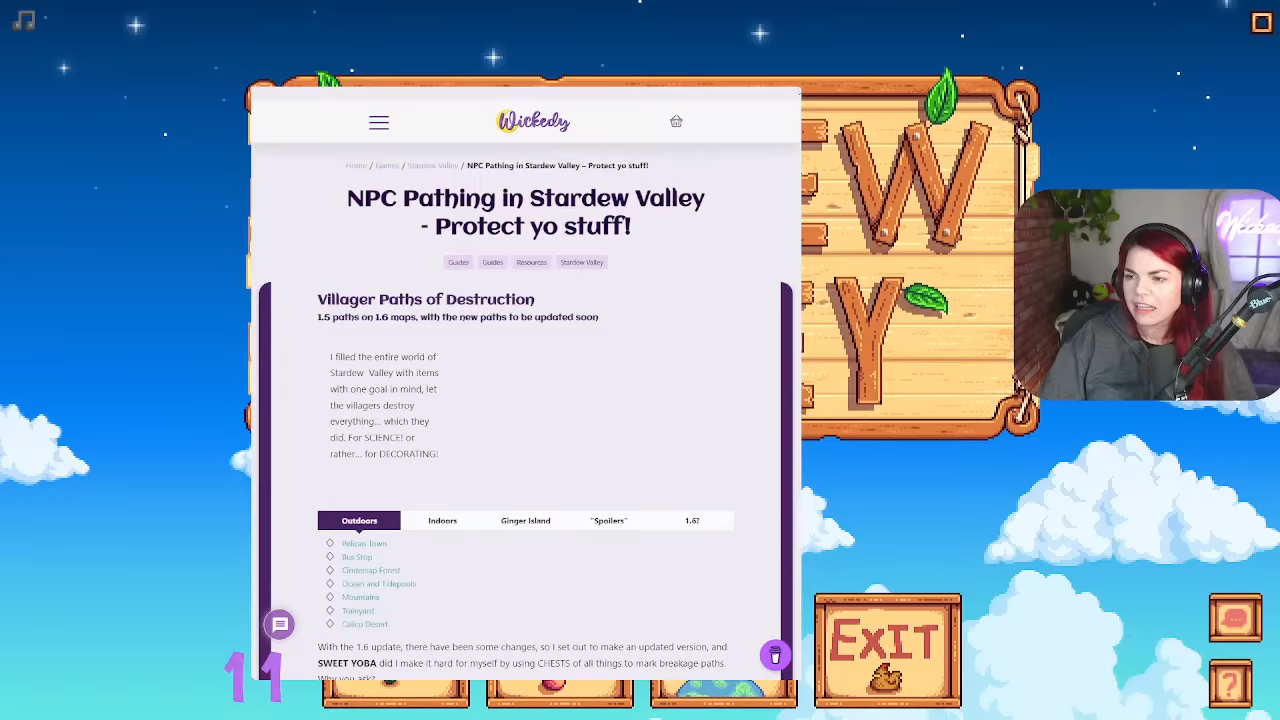 Wickedy
Home / Games / Stardew Valley / NPC Pathing in Stardew Valley – Protect yo stuff!
NPC Pathing in Stardew Valley
- Protect yo stuff!
Guides Guides Resources Stardew Valley
Villager Paths of Destruction
1.5 paths on 1.6 maps, with the new paths to be updated soon
I filled the entire world of
Stardew Valley with items
with one goal in mind, let
the villagers destroy
everything... which they
did. For SCIENCE! or
rather... for DECORATING!
Outdoors Indoors Ginger Island "Spoilers" 1.6?
Pelican Town
Bus Stop
Cindersap Forest
Ocean and Tidepools
Mountains
Trainyard
Calico Desert
With the 1.6 update, there have been some changes, so I set out to make an updated version, and
SWEET YOBA did I make it hard for myself by using CHESTS of all things to mark breakage paths.
Why you ask?
EW
Y
EXIT
...
?
11
Blue